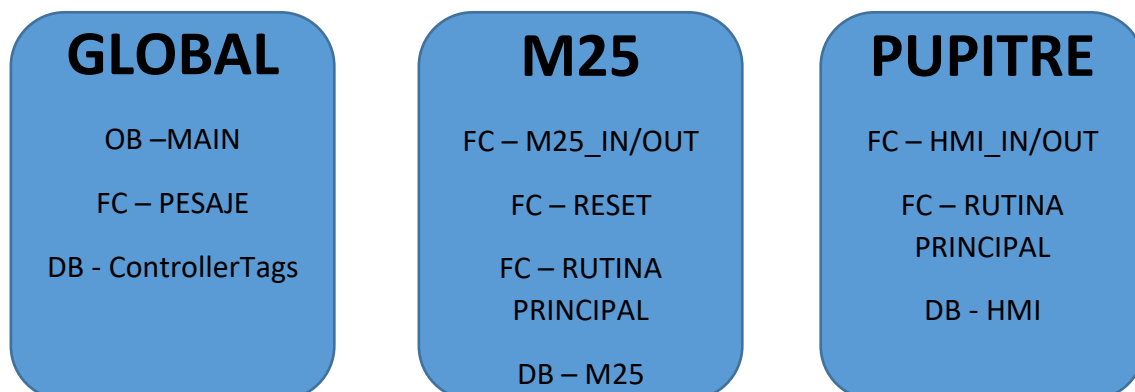 GLOBAL
OB –MAIN
FC – PESAJE
DB - ControllerTags
M25
FC – M25_IN/OUT
FC – RESET
FC – RUTINA
PRINCIPAL
DB – M25
PUPITRE
FC – HMI_IN/OUT
FC – RUTINA
PRINCIPAL
DB - HMI